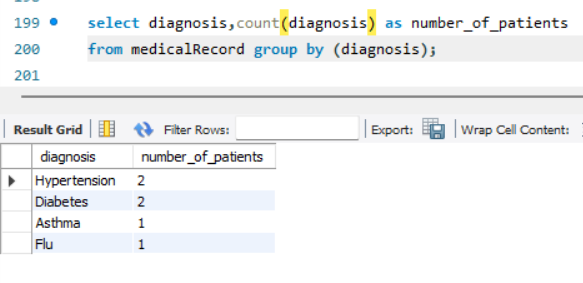 199 select diagnosis,count(diagnosis) as number_of_patients
200 from medicalRecord group by (diagnosis);
201
Result Grid Filter Rows: Export: Wrap Cell Content:
diagnosis number_of_patients
Hypertension 2
Diabetes 2
Asthma 1
Flu 1